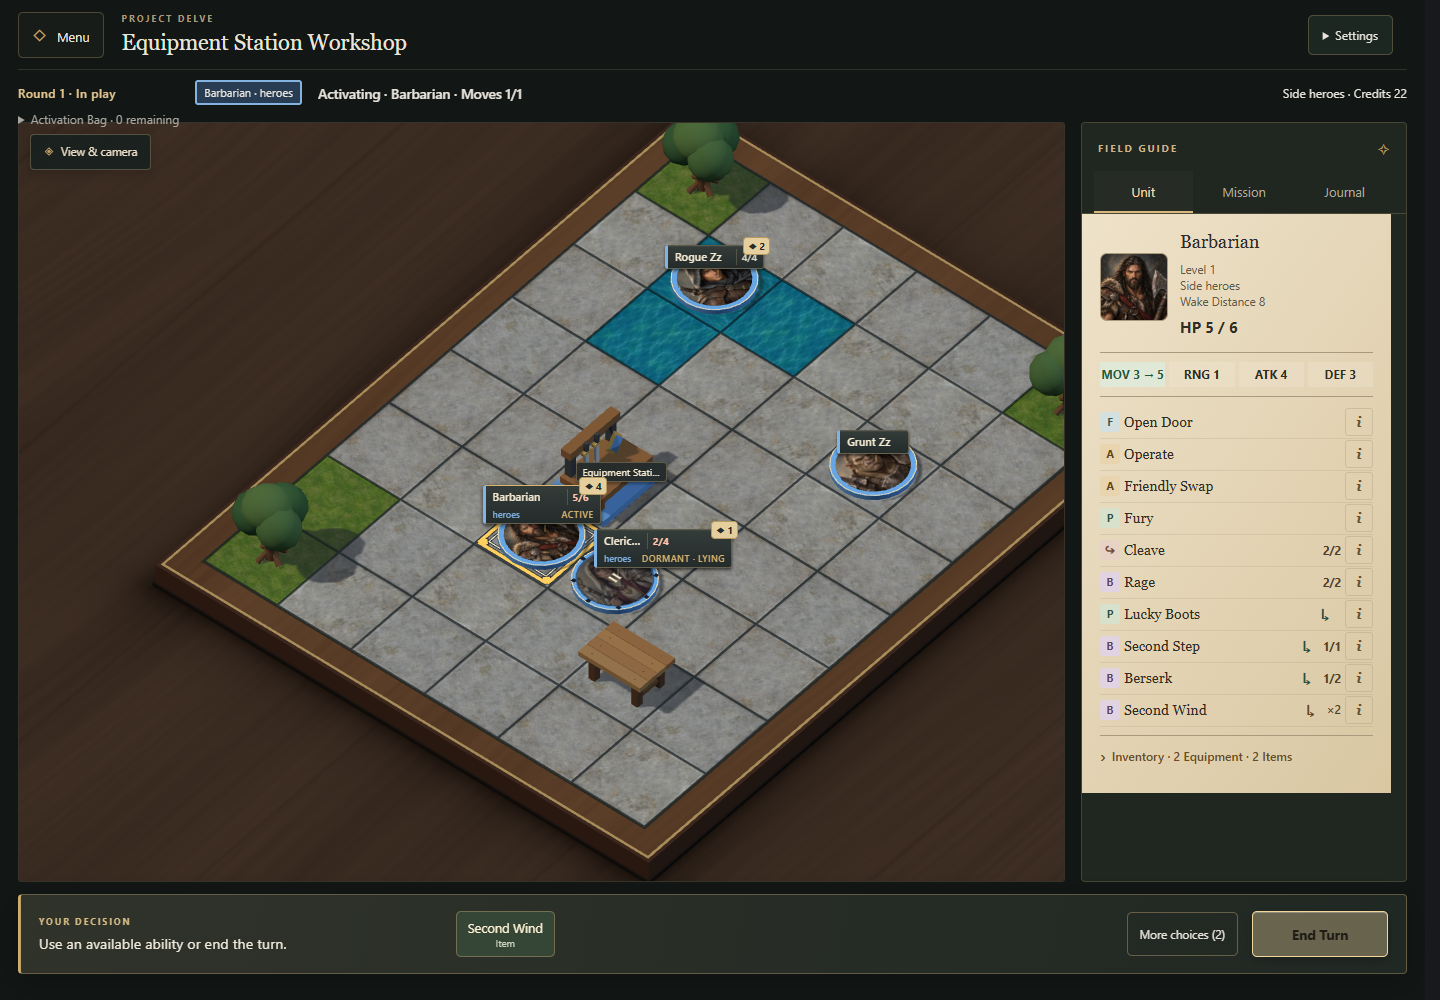 Menu
PROJECT DELVE
Equipment Station Workshop
Settings
Round 1 · In play
Barbarian · heroes
Activating · Barbarian · Moves 1/1
Side heroes · Credits 22
Activation Bag · 0 remaining
View & camera
Rogue Zz 4/4
2
Grunt Zz
Equipment Stati...
4
Barbarian 5/6
heroes ACTIVE
1
Cleric... 2/4
heroes DORMANT · LYING
FIELD GUIDE
Unit Mission Journal
Barbarian
Level 1
Side heroes
Wake Distance 8
HP 5 / 6
MOV 3 → 5 RNG 1 ATK 4 DEF 3
F Open Door i
A Operate i
A Friendly Swap i
P Fury i
↪ Cleave 2/2 i
B Rage 2/2 i
P Lucky Boots i
B Second Step 1/1 i
B Berserk 1/2 i
B Second Wind ×2 i
› Inventory · 2 Equipment · 2 Items
YOUR DECISION
Use an available ability or end the turn.
Second Wind
Item
More choices (2)
End Turn